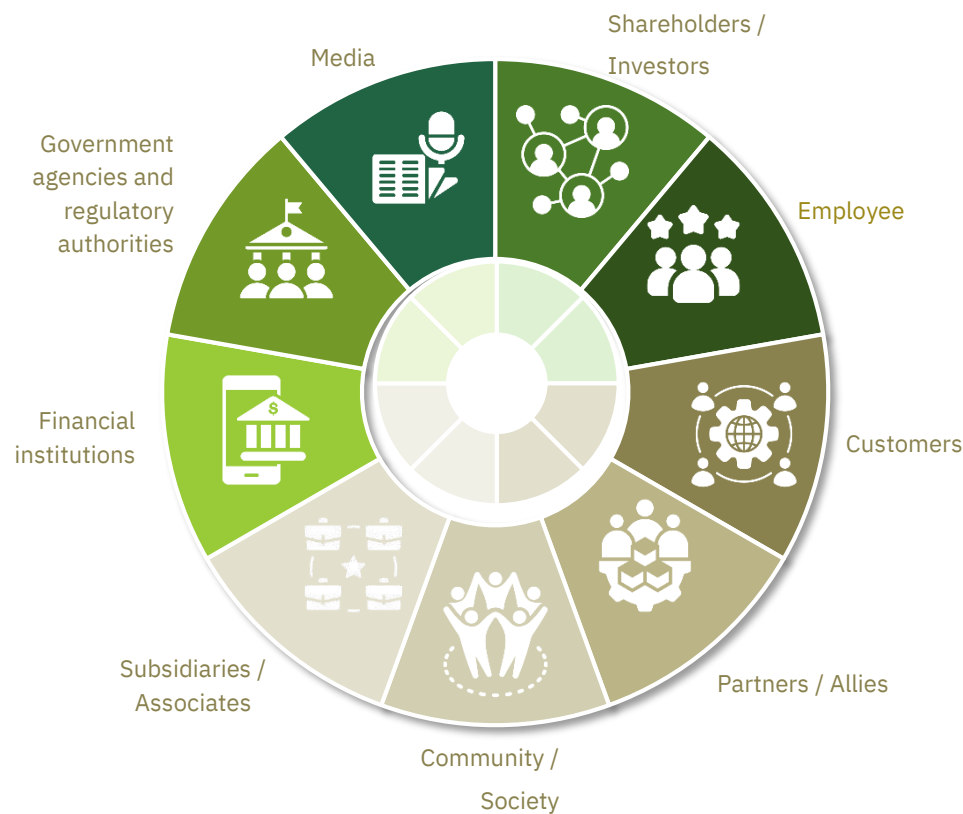 Shareholders /
Investors
Media
Government
agencies and
regulatory
authorities
Employee
Financial
institutions
$
Customers
Subsidiaries /
Associates
Partners / Allies
Community /
Society